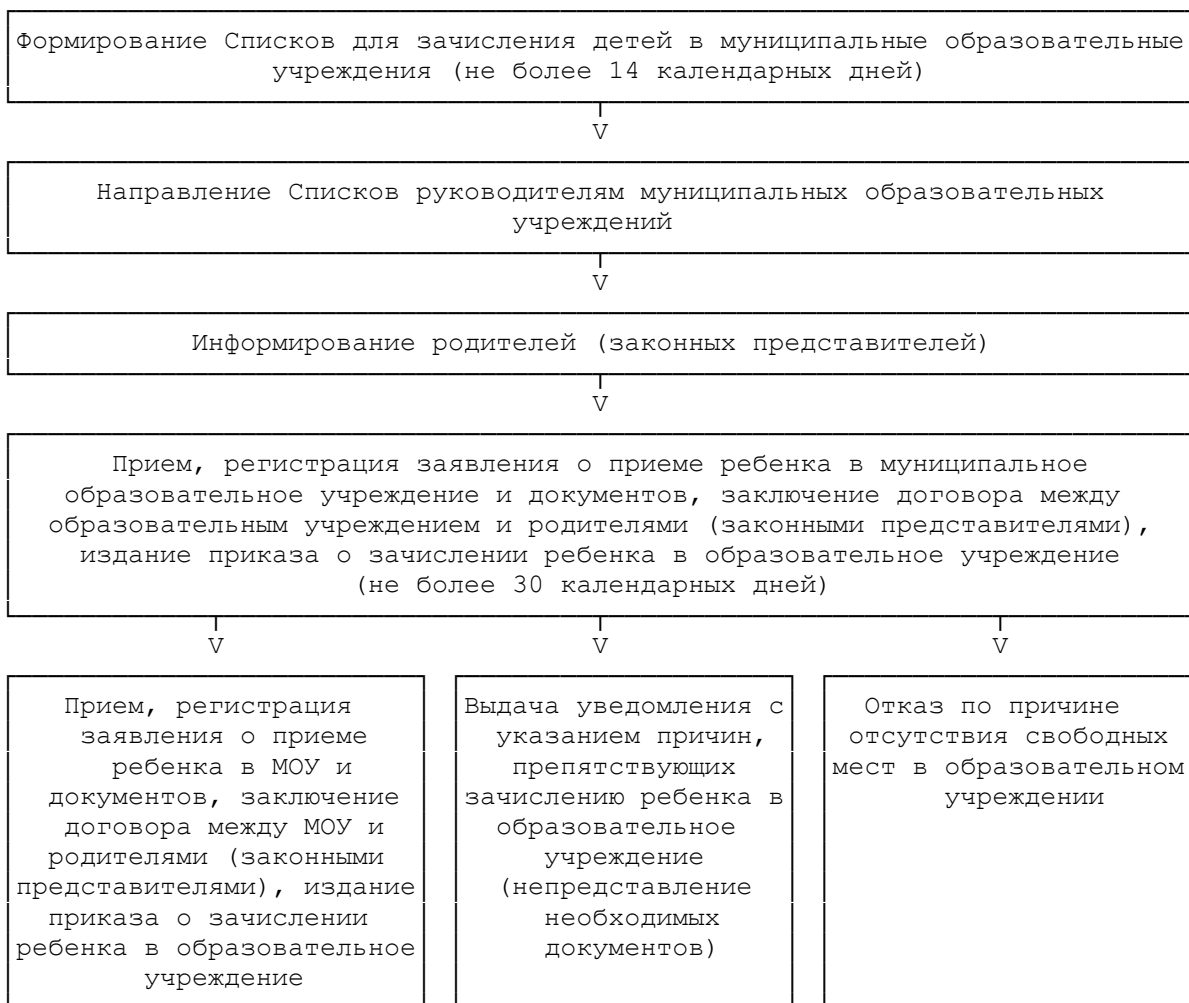 Формирование Списков для зачисления детей в муниципальные образовательные
учреждения (не более 14 календарных дней)
V
Направление Списков руководителям муниципальных образовательных
учреждений
V
Информирование родителей (законных представителей)
V
Прием, регистрация заявления о приеме ребенка в муниципальное
образовательное учреждение и документов, заключение договора между
образовательным учреждением и родителями (законными представителями),
издание приказа о зачислении ребенка в образовательное учреждение
(не более 30 календарных дней)
V V V
Прием, регистрация
заявления о приеме
ребенка в МОУ и
документов, заключение
договора между МОУ и
родителями (законными
представителями), издание
приказа о зачислении
ребенка в образовательное
учреждение
Выдача уведомления с
указанием причин,
препятствующих
зачислению ребенка в
образовательное
учреждение
(непредставление
необходимых
документов)
Отказ по причине
отсутствия свободных
мест в образовательном
учреждении